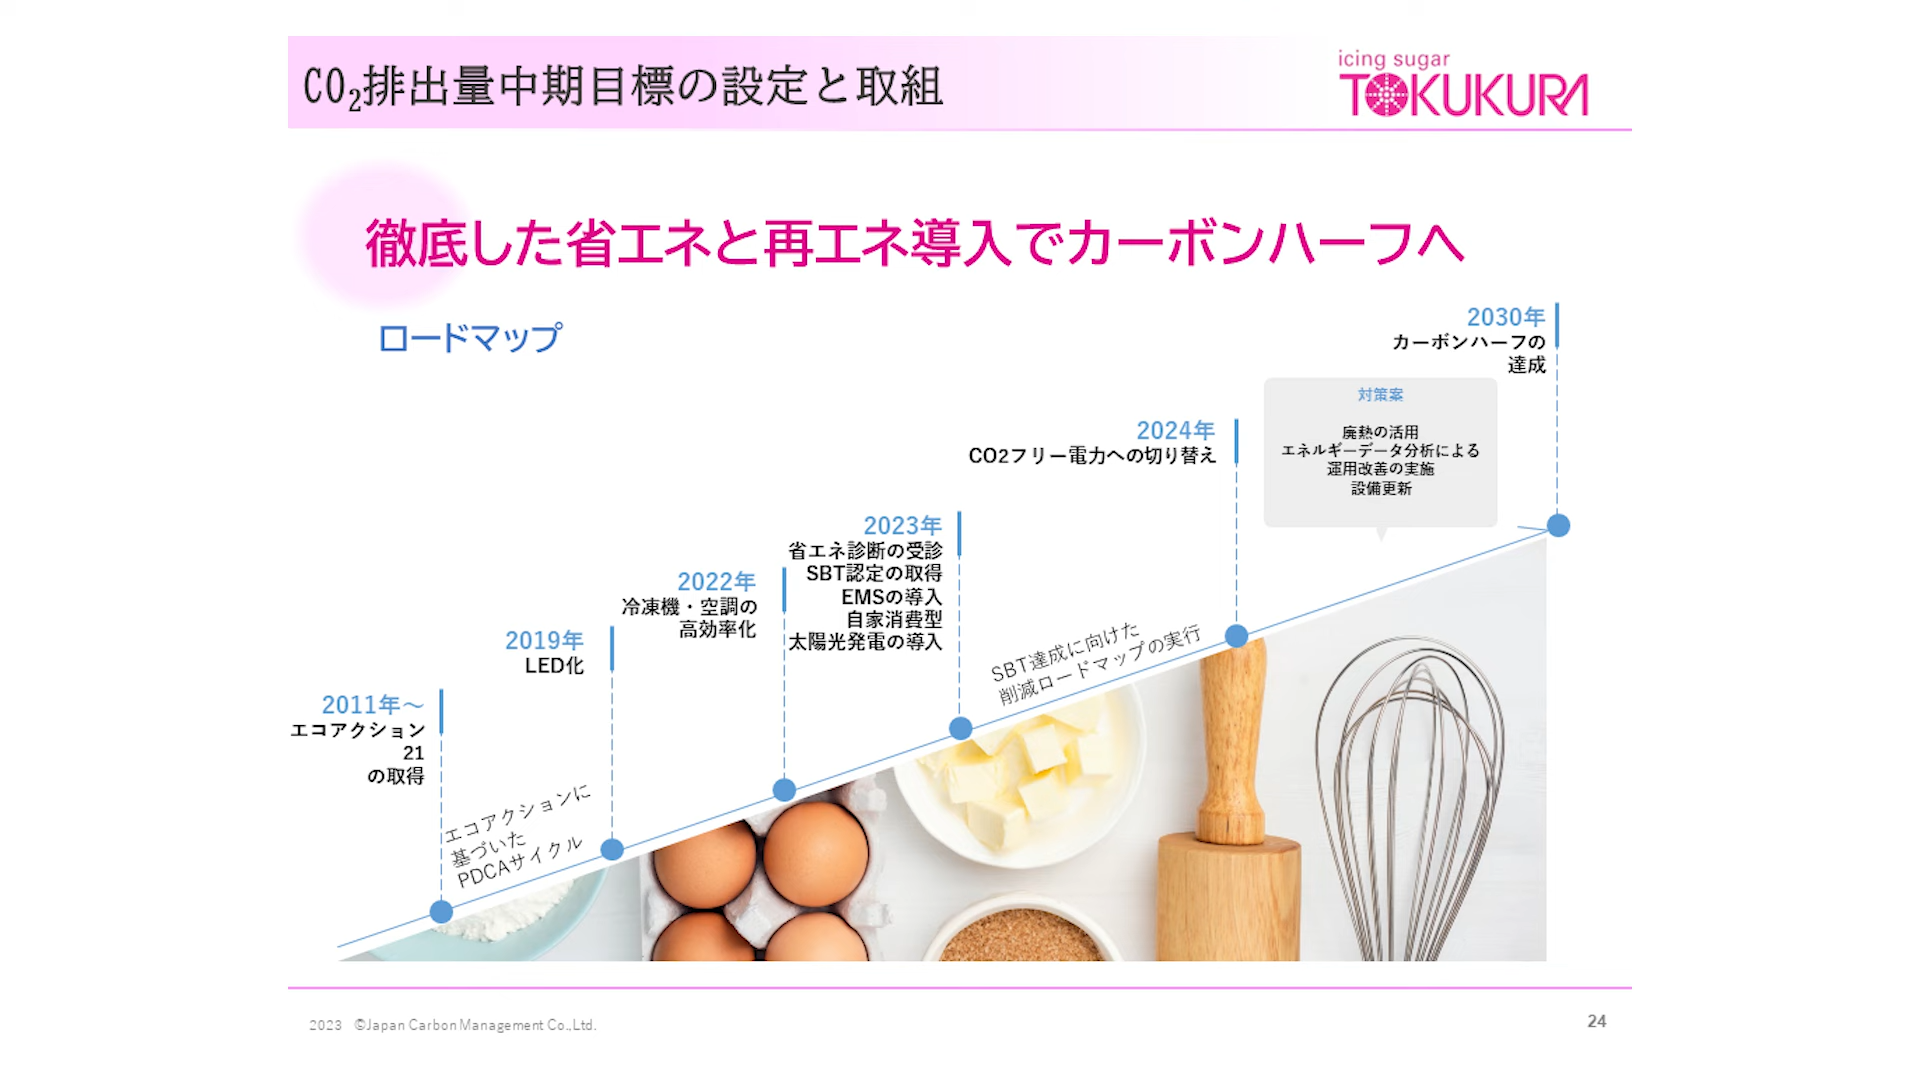 CO₂排出量中期目標の設定と取組
icing sugar
TOKUKURA
徹底した省エネと再エネ導入でカーボンハーフへ
ロードマップ
2030年
カーボンハーフの
達成
対策案
廃熱の活用
エネルギーデータ分析による
運用改善の実施
設備更新
2024年
CO2フリー電力への切り替え
2023年
省エネ診断の受診
SBT認定の取得
EMSの導入
自家消費型
太陽光発電の導入
2022年
冷凍機・空調の
高効率化
2019年
LED化
2011年～
エコアクション
21
の取得
エコアクションに
基づいた
PDCAサイクル
SBT達成に向けた
削減ロードマップの実行
2023 ©Japan Carbon Management Co.,Ltd.
24